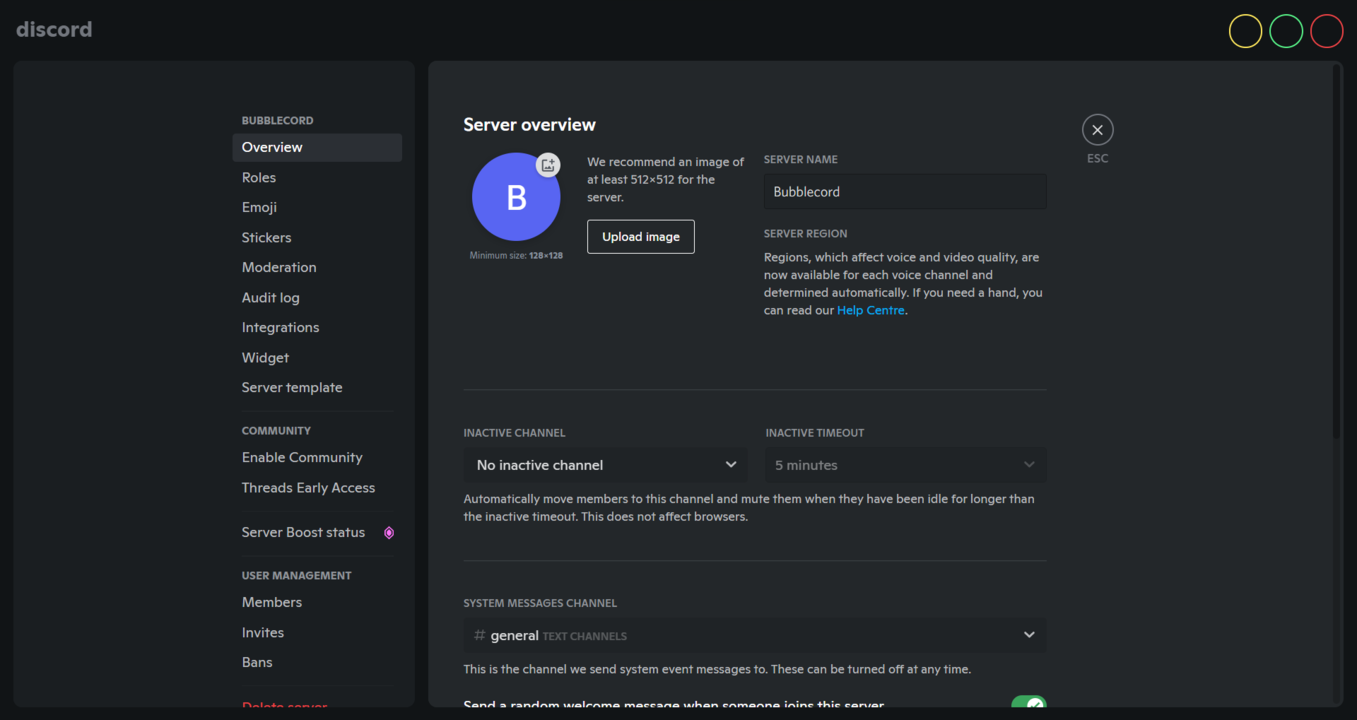 discord
BUBBLECORD
Overview
Roles
Emoji
Stickers
Moderation
Audit log
Integrations
Widget
Server template
COMMUNITY
Enable Community
Threads Early Access
Server Boost status
USER MANAGEMENT
Members
Invites
Bans
Delete server
Server overview
B
Minimum size: 128×128
We recommend an image of
at least 512×512 for the
server.
Upload image
SERVER NAME
Bubblecord
SERVER REGION
Regions, which affect voice and video quality, are
now available for each voice channel and
determined automatically. If you need a hand, you
can read our Help Centre.
ESC
INACTIVE CHANNEL
No inactive channel
INACTIVE TIMEOUT
5 minutes
Automatically move members to this channel and mute them when they have been idle for longer than
the inactive timeout. This does not affect browsers.
SYSTEM MESSAGES CHANNEL
# general TEXT CHANNELS
This is the channel we send system event messages to. These can be turned off at any time.
Send a random welcome message when someone joins this server